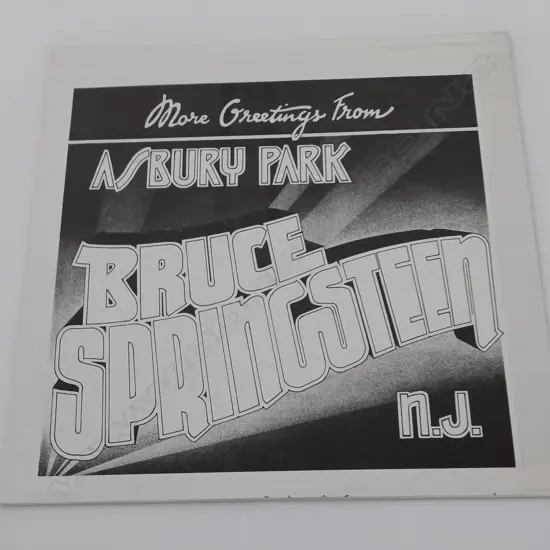 More Greetings From
ASBURY PARK
BRUCE
SPRINGSTEEN
N.J.